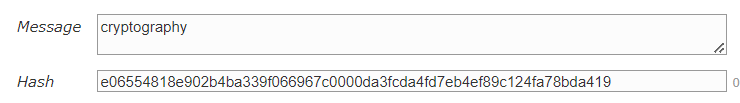 Message cryptography
Hash e06554818e902b4ba339f066967c0000da3fcda4fd7eb4ef89c124fa78bda419 0